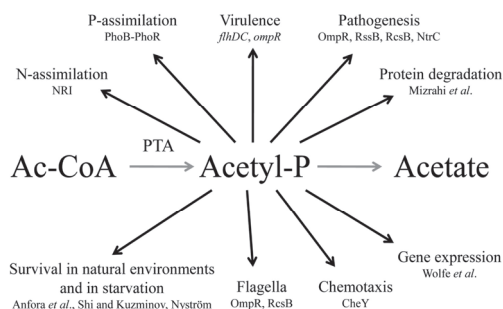 P-assimilation
PhoB-PhoR
Virulence
flhDC, ompR
Pathogenesis
OmpR, RssB, RcsB, NtrC
N-assimilation
NRI
Protein degradation
Mizrahi et al.
PTA
Ac-CoA
Acetyl-P
Acetate
Survival in natural environments
and in starvation
Anfora et al., Shi and Kuzminov, Nyström
Flagella
OmpR, RcsB
Chemotaxis
CheY
Gene expression
Wolfe et al.